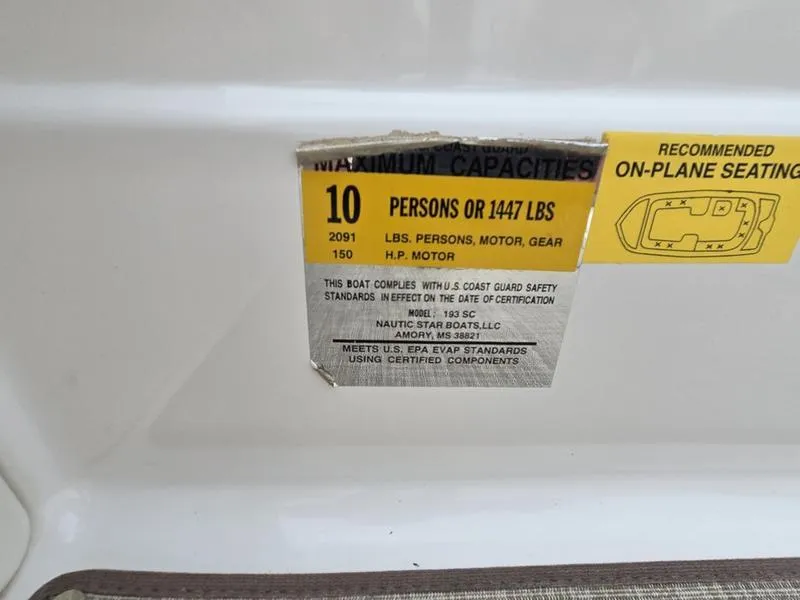 COAST GUARD
MAXIMUM CAPACITIES
10 PERSONS OR 1447 LBS
2091 LBS. PERSONS, MOTOR, GEAR
150 H.P. MOTOR
THIS BOAT COMPLIES WITH U.S. COAST GUARD SAFETY
STANDARDS IN EFFECT ON THE DATE OF CERTIFICATION
MODEL: 193 SC
NAUTIC STAR BOATS,LLC
AMORY, MS 38821
MEETS U.S. EPA EVAP STANDARDS
USING CERTIFIED COMPONENTS
RECOMMENDED
ON-PLANE SEATING